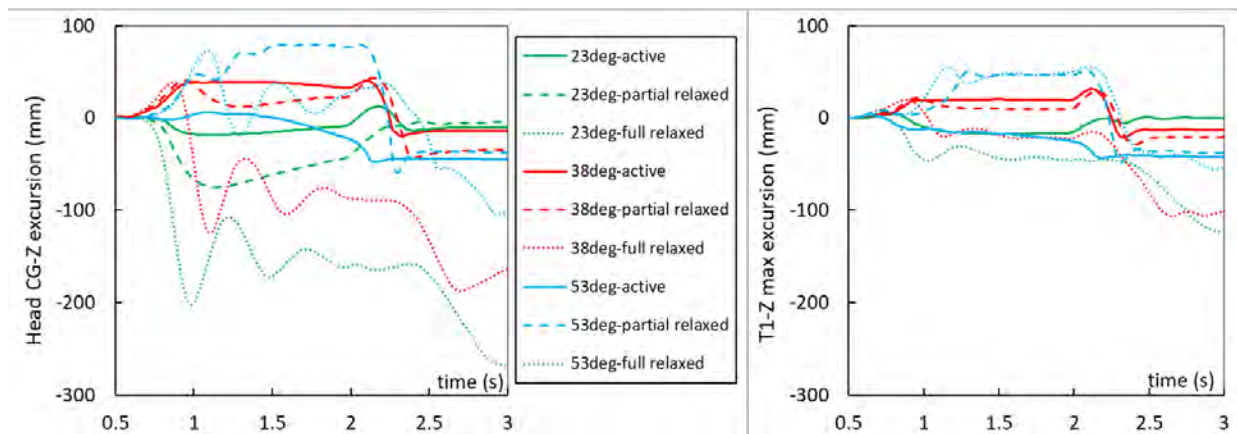 Head CG-Z excursion (mm)
100
0
-100
-200
-300
0.5 1 1.5 2 2.5 3
time (s)
23deg-active
23deg-partial relaxed
23deg-full relaxed
38deg-active
38deg-partial relaxed
38deg-full relaxed
53deg-active
53deg-partial relaxed
53deg-full relaxed
T1-Z max excursion (mm)
100
0
-100
-200
-300
0.5 1 1.5 2 2.5 3
time (s)